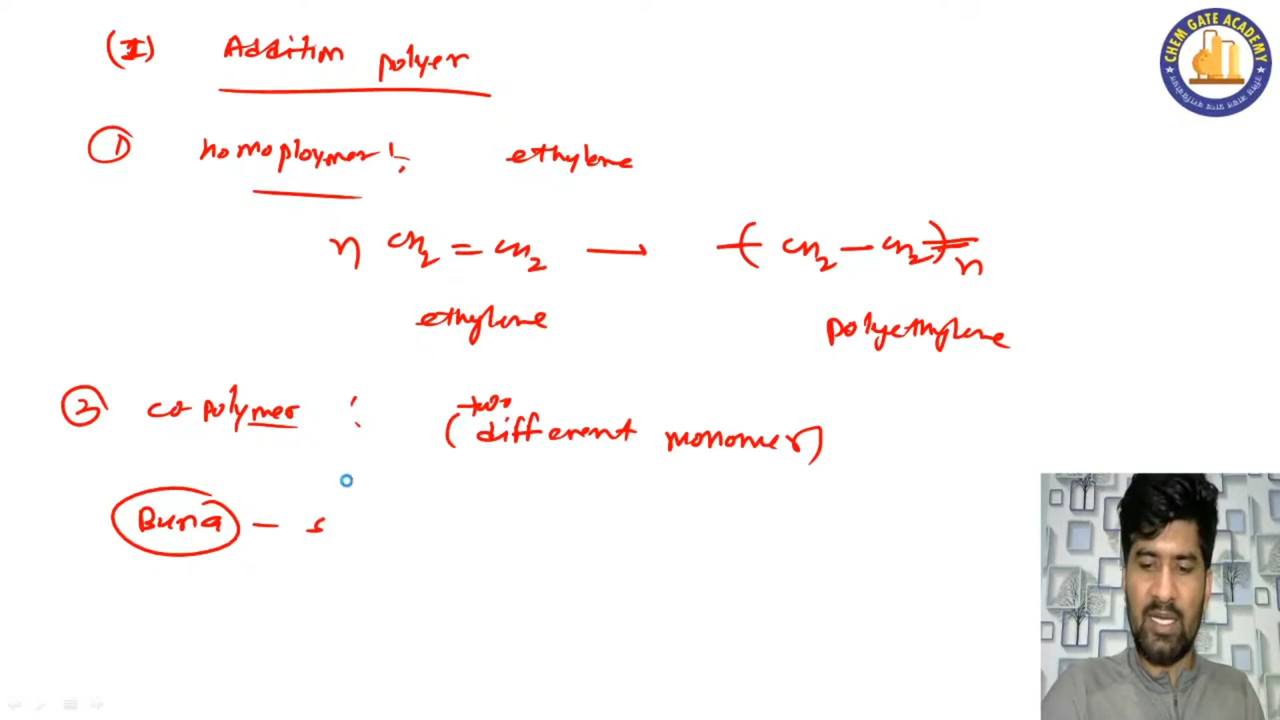 (I) Addition polyer
CHEM GATE ACADEMY
① homoploymer : ethylene
n CH2 = CH2 → -( CH2 - CH2 )-n
ethylene polyethylene
② co polymer : ( two different monomer )
Buna - s